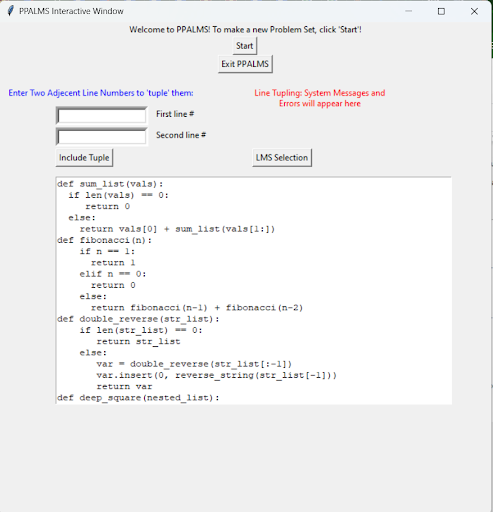 PPALMS Interactive Window
Welcome to PPALMS! To make a new Problem Set, click 'Start'!
Start
Exit PPALMS
Enter Two Adjecent Line Numbers to 'tuple' them:
Line Tupling: System Messages and
Errors will appear here
First line #
Second line #
Include Tuple
LMS Selection
def sum_list(vals):
  if len(vals) == 0:
     return 0
  else:
    return vals[0] + sum_list(vals[1:])
def fibonacci(n):
    if n == 1:
      return 1
    elif n == 0:
      return 0
    else:
      return fibonacci(n-1) + fibonacci(n-2)
def double_reverse(str_list):
    if len(str_list) == 0:
       return str_list
    else:
       var = double_reverse(str_list[:-1])
       var.insert(0, reverse_string(str_list[-1]))
       return var
def deep_square(nested_list):